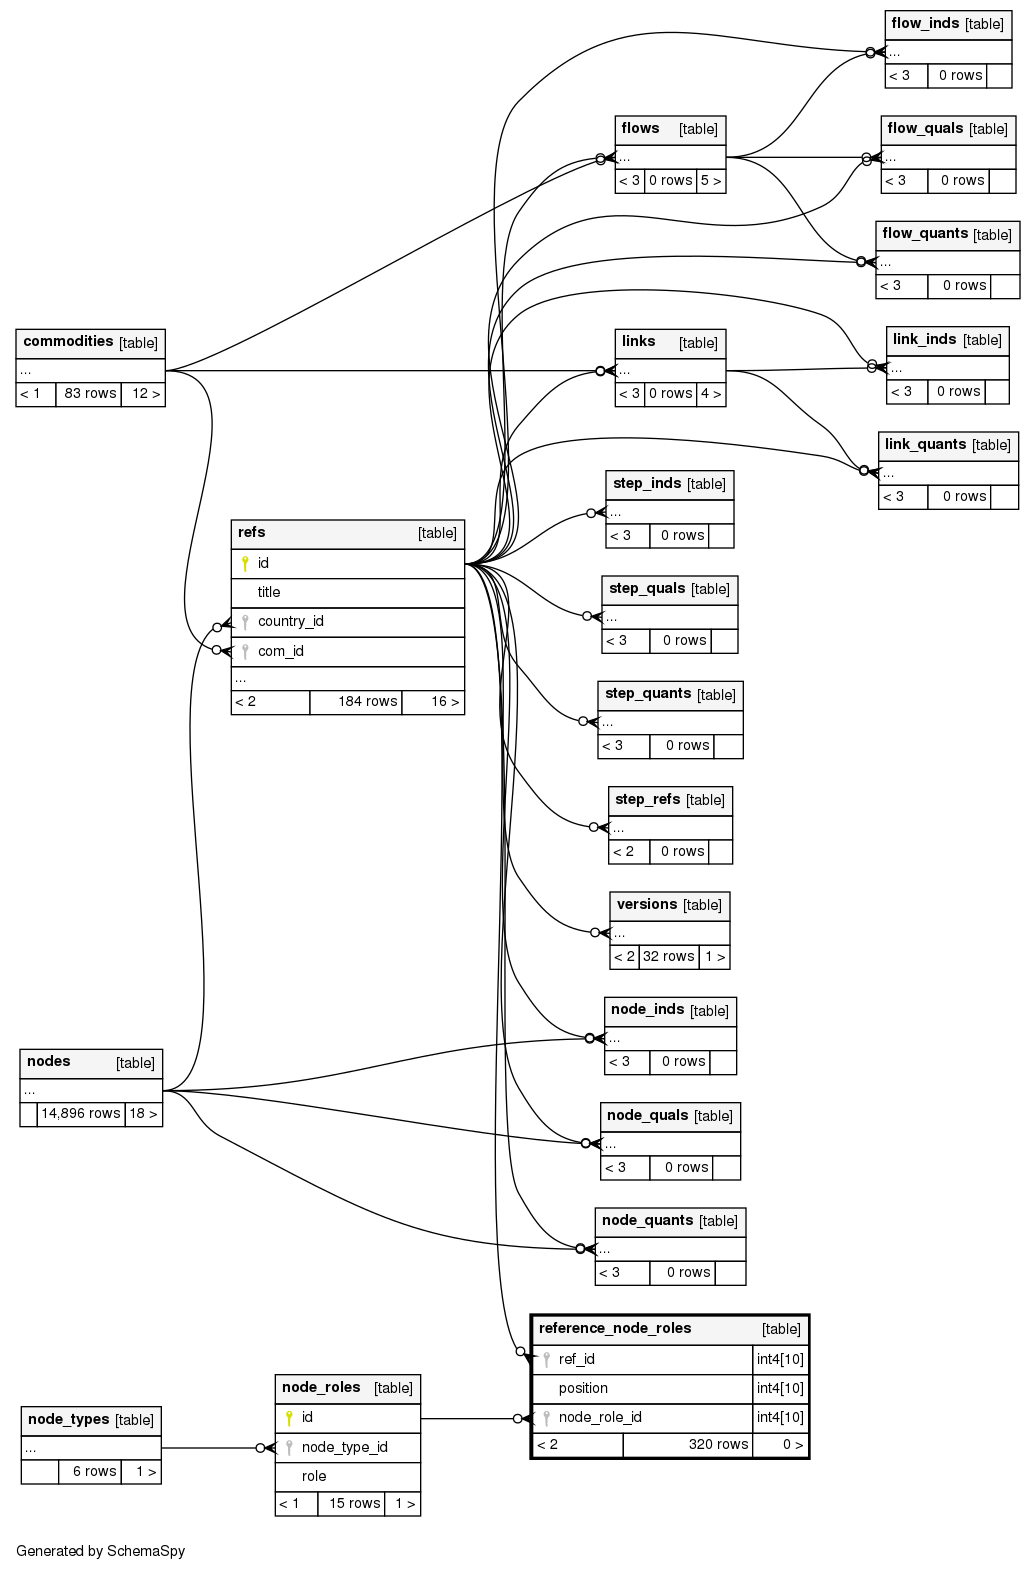 flow_inds [table]
...
< 3 0 rows
flows [table]
...
< 3 0 rows 5 >
flow_quals [table]
...
< 3 0 rows
flow_quants [table]
...
< 3 0 rows
commodities [table]
...
< 1 83 rows 12 >
links [table]
...
< 3 0 rows 4 >
link_inds [table]
...
< 3 0 rows
link_quants [table]
...
< 3 0 rows
step_inds [table]
...
< 3 0 rows
refs [table]
id
title
country_id
com_id
...
< 2 184 rows 16 >
step_quals [table]
...
< 3 0 rows
step_quants [table]
...
< 3 0 rows
step_refs [table]
...
< 2 0 rows
versions [table]
...
< 2 32 rows 1 >
node_inds [table]
...
< 3 0 rows
nodes [table]
...
14,896 rows 18 >
node_quals [table]
...
< 3 0 rows
node_quants [table]
...
< 3 0 rows
reference_node_roles [table]
ref_id int4[10]
position int4[10]
node_role_id int4[10]
< 2 320 rows 0 >
node_roles [table]
id
node_type_id
role
< 1 15 rows 1 >
node_types [table]
...
6 rows 1 >
Generated by SchemaSpy